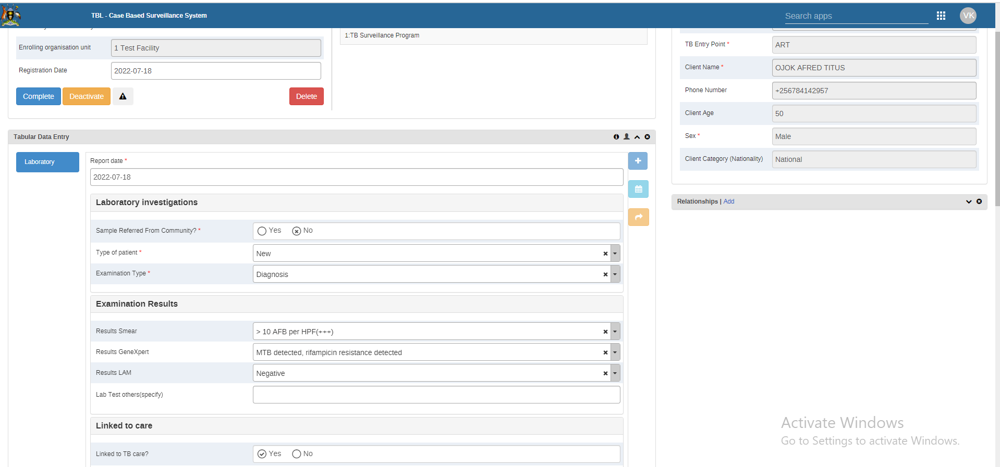 TBL - Case Based Surveillance System
Search apps
VK
Enrolling organisation unit
1 Test Facility
Registration Date
2022-07-18
Complete
Deactivate
Delete
1:TB Surveillance Program
TB Entry Point *
ART
Client Name *
OJOK AFRED TITUS
Phone Number
+256784142957
Client Age
50
Sex *
Male
Client Category (Nationality)
National
Relationships | Add
Tabular Data Entry
Laboratory
Report date *
2022-07-18
Laboratory investigations
Sample Referred From Community? *
Yes No
Type of patient *
New
Examination Type *
Diagnosis
Examination Results
Results Smear
> 10 AFB per HPF(+++)
Results GeneXpert
MTB detected, rifampicin resistance detected
Results LAM
Negative
Lab Test others(specify)
Linked to care
Linked to TB care?
Yes No
Activate Windows
Go to Settings to activate Windows.